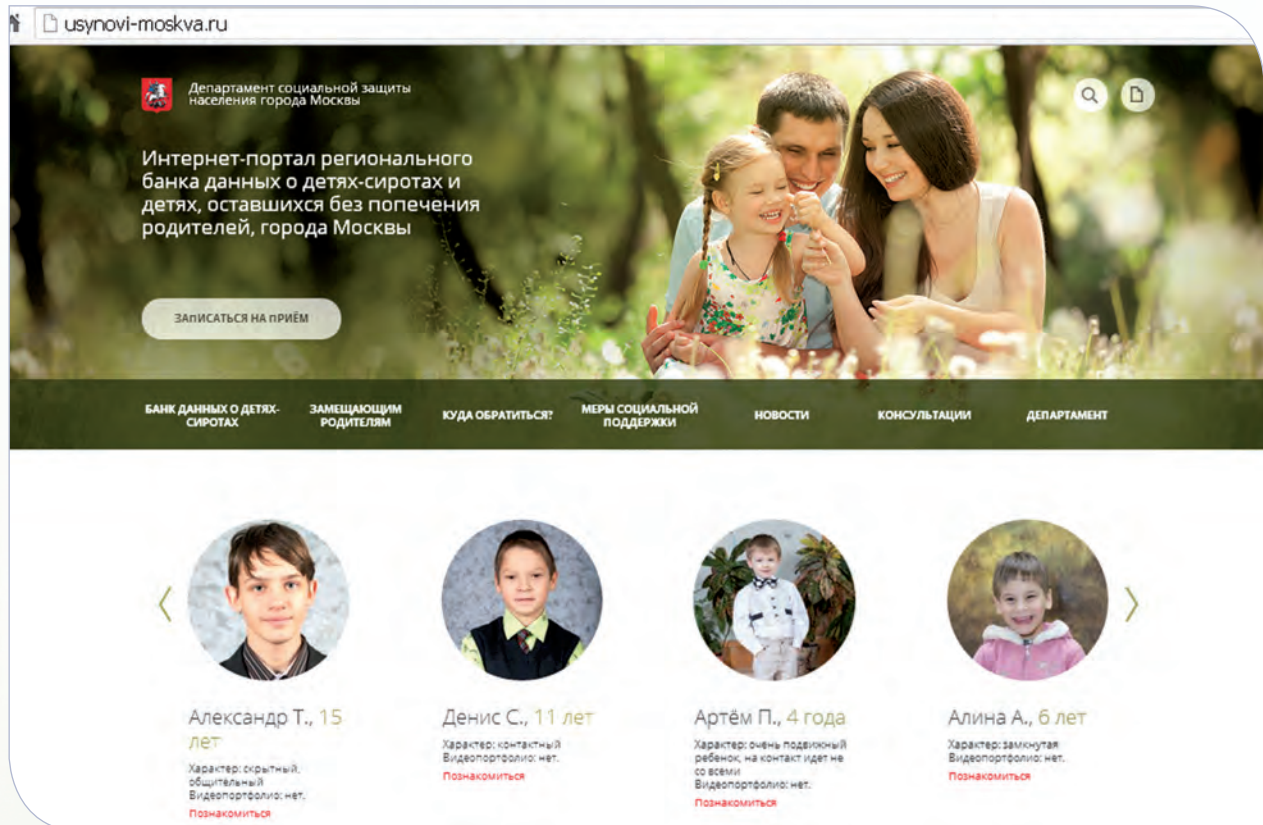 usynovi-moskva.ru
Департамент социальной защиты
населения города Москвы
Интернет-портал регионального
банка данных о детях-сиротах и
детях, оставшихся без попечения
родителей, города Москвы
ЗАПИСАТЬСЯ НА ПРИЁМ
БАНК ДАННЫХ О ДЕТЯХ-
СИРОТАХ
ЗАМЕЩАЮЩИМ
РОДИТЕЛЯМ
КУДА ОБРАТИТЬСЯ?
МЕРЫ СОЦИАЛЬНОЙ
ПОДДЕРЖКИ
НОВОСТИ
КОНСУЛЬТАЦИИ
ДЕПАРТАМЕНТ
Александр Т., 15
лет
Характер: скрытный,
общительный
Видеопортфолио: нет.
Познакомиться
Денис С., 11 лет
Характер: контактный
Видеопортфолио: нет.
Познакомиться
Артём П., 4 года
Характер: очень подвижный
ребенок, на контакт идет не
со всеми
Видеопортфолио: нет.
Познакомиться
Алина А., 6 лет
Характер: замкнутая
Видеопортфолио: нет.
Познакомиться